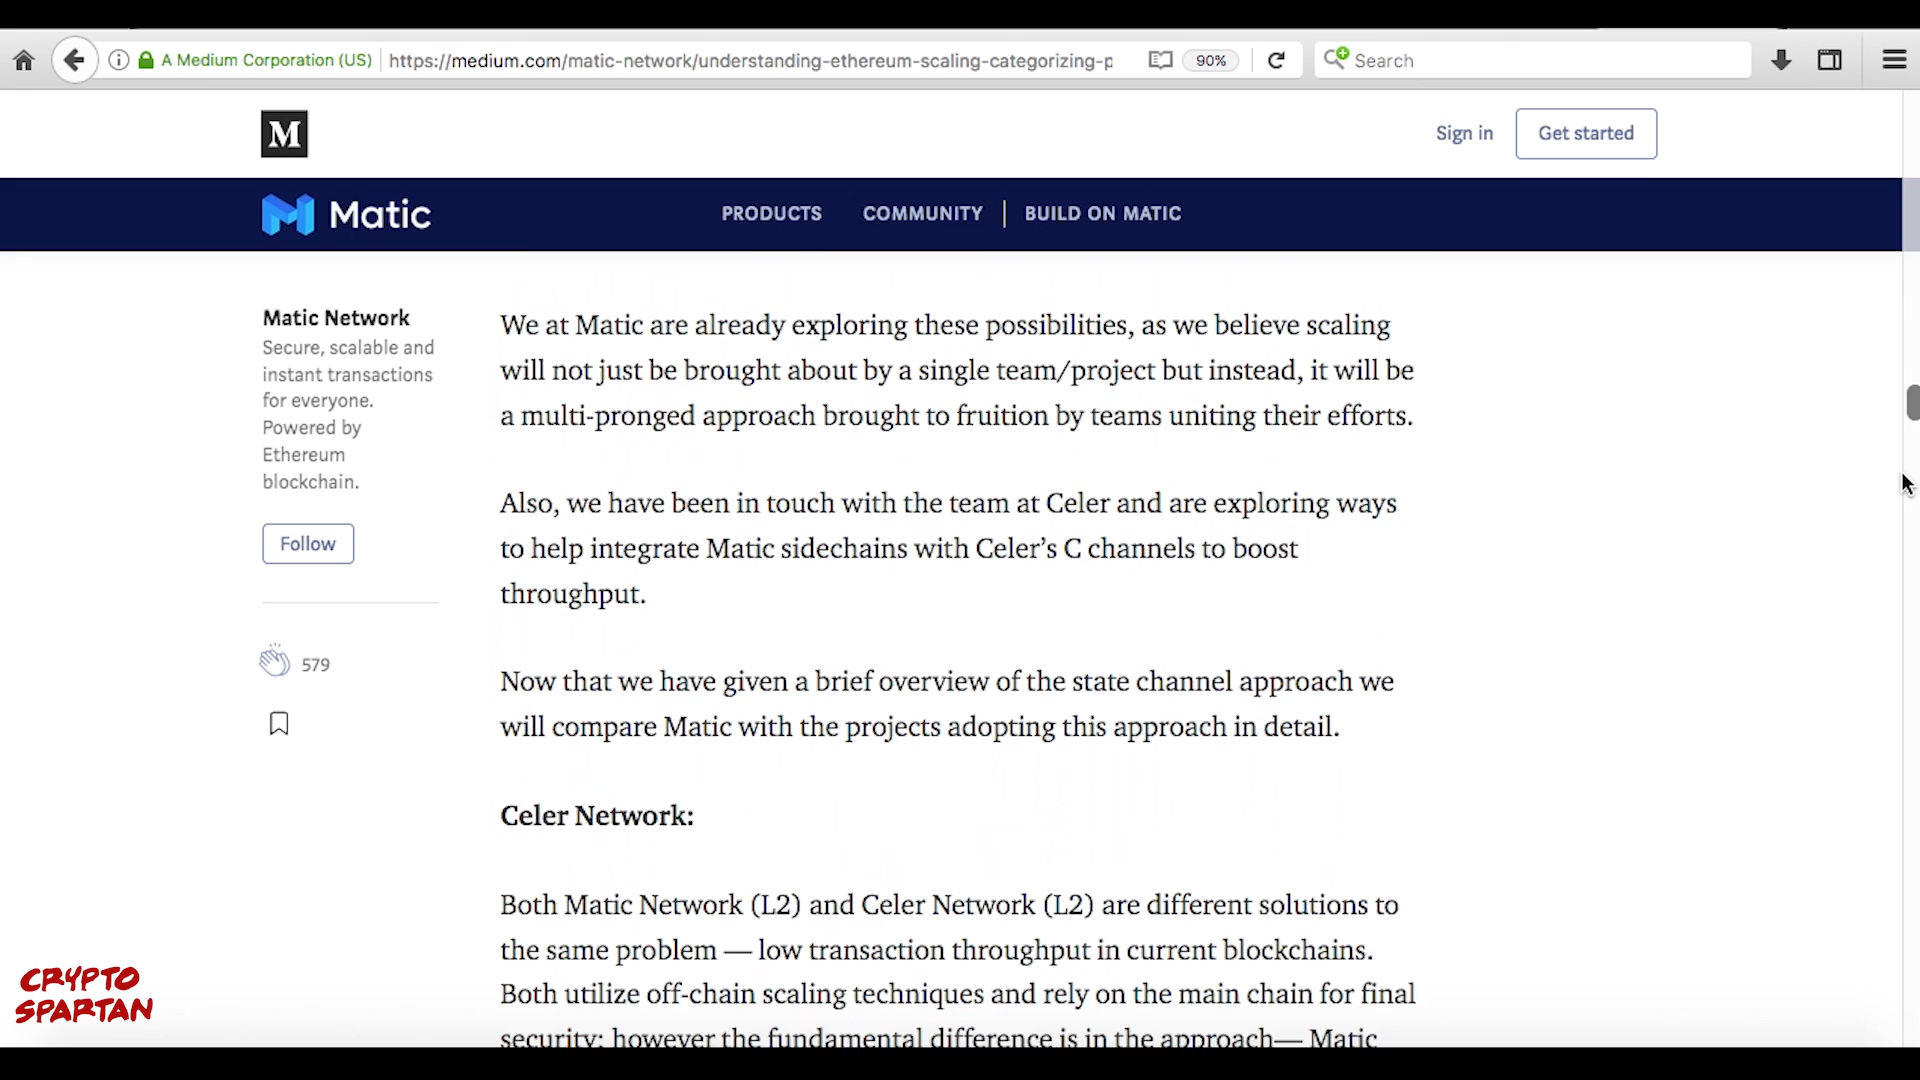 A Medium Corporation (US)
https://medium.com/matic-network/understanding-ethereum-scaling-categorizing-p
90%
Search
M
Sign in
Get started
Matic
PRODUCTS
COMMUNITY
BUILD ON MATIC
Matic Network
Secure, scalable and
instant transactions
for everyone.
Powered by
Ethereum
blockchain.
Follow
579
We at Matic are already exploring these possibilities, as we believe scaling
will not just be brought about by a single team/project but instead, it will be
a multi-pronged approach brought to fruition by teams uniting their efforts.
Also, we have been in touch with the team at Celer and are exploring ways
to help integrate Matic sidechains with Celer’s C channels to boost
throughput.
Now that we have given a brief overview of the state channel approach we
will compare Matic with the projects adopting this approach in detail.
Celer Network:
Both Matic Network (L2) and Celer Network (L2) are different solutions to
the same problem — low transaction throughput in current blockchains.
Both utilize off-chain scaling techniques and rely on the main chain for final
security; however the fundamental difference is in the approach— Matic
CRYPTO
SPARTAN